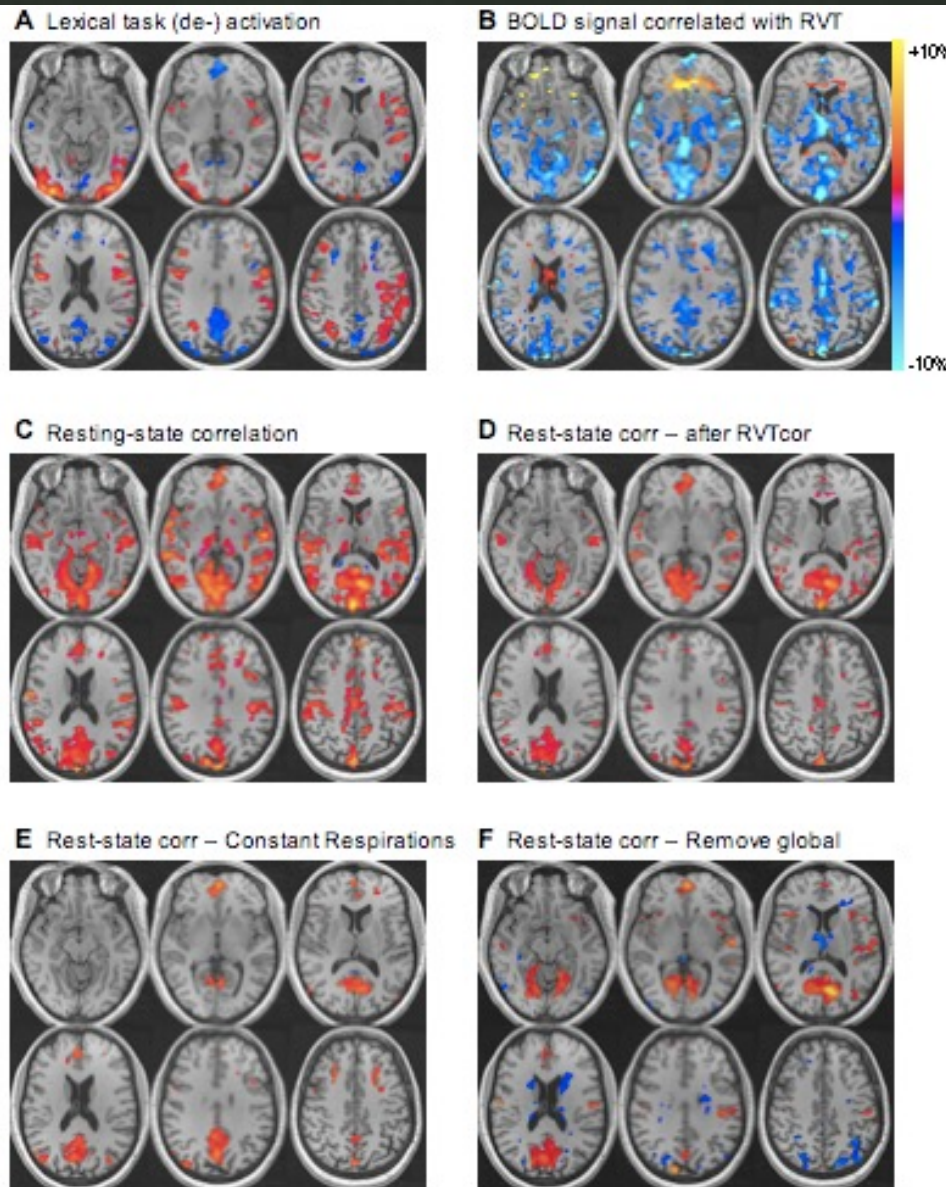 A Lexical task (de-) activation
B BOLD signal correlated with RVT
+10%
-10%
C Resting-state correlation
D Rest-state corr – after RVTcor
E Rest-state corr – Constant Respirations
F Rest-state corr – Remove global